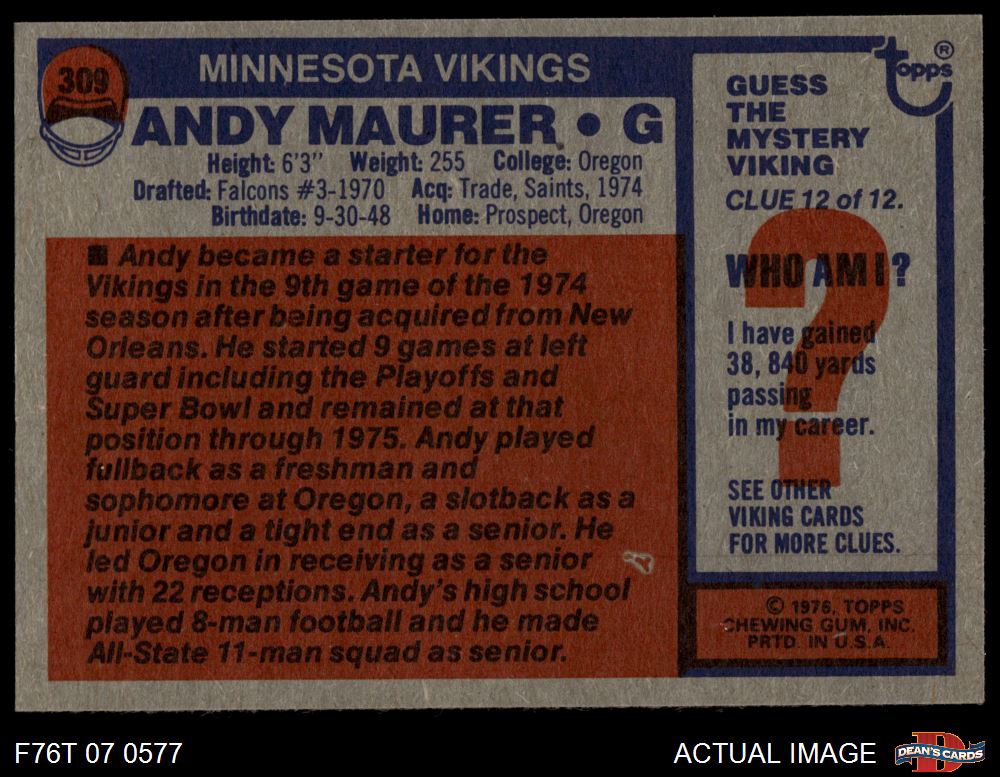 309
MINNESOTA VIKINGS
ANDY MAURER • G
Height: 6'3" Weight: 255 College: Oregon
Drafted: Falcons #3-1970 Acq: Trade, Saints, 1974
Birthdate: 9-30-48 Home: Prospect, Oregon
■ Andy became a starter for the
Vikings in the 9th game of the 1974
season after being acquired from New
Orleans. He started 9 games at left
guard including the Playoffs and
Super Bowl and remained at that
position through 1975. Andy played
fullback as a freshman and
sophomore at Oregon, a slotback as a
junior and a tight end as a senior. He
led Oregon in receiving as a senior
with 22 receptions. Andy's high school
played 8-man football and he made
All-State 11-man squad as senior.
topps ®
GUESS
THE
MYSTERY
VIKING
CLUE 12 of 12.
WHO AM I?
I have gained
38, 840 yards
passing
in my career.
SEE OTHER
VIKING CARDS
FOR MORE CLUES.
© 1976, TOPPS
CHEWING GUM, INC.
PRTD. IN U.S.A.
F76T 07 0577
ACTUAL IMAGE
D
DEAN'S CARDS